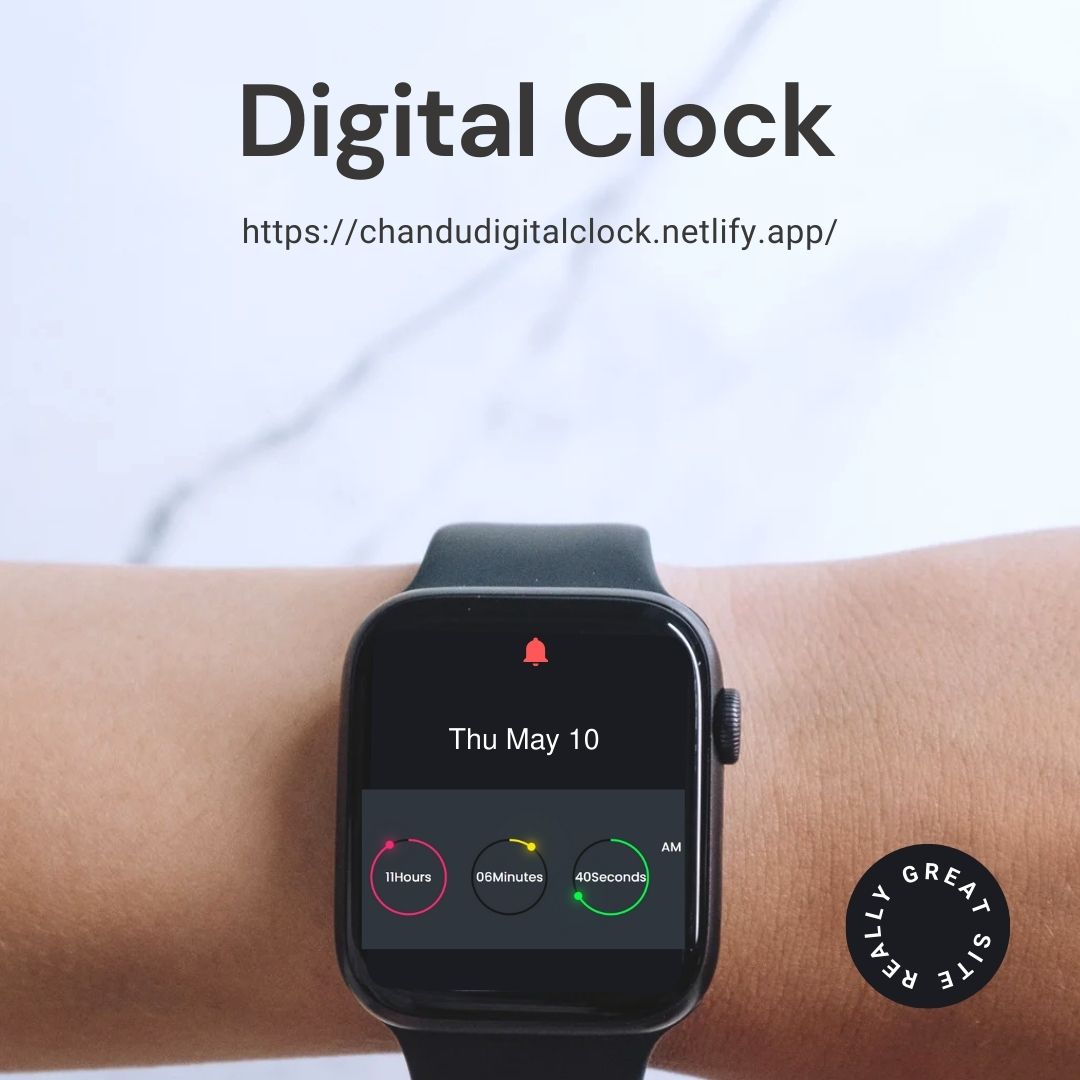 Digital Clock
https://chandudigitalclock.netlify.app/
Thu May 10
AM
11Hours 06Minutes 40Seconds
REALLY GREAT SITE